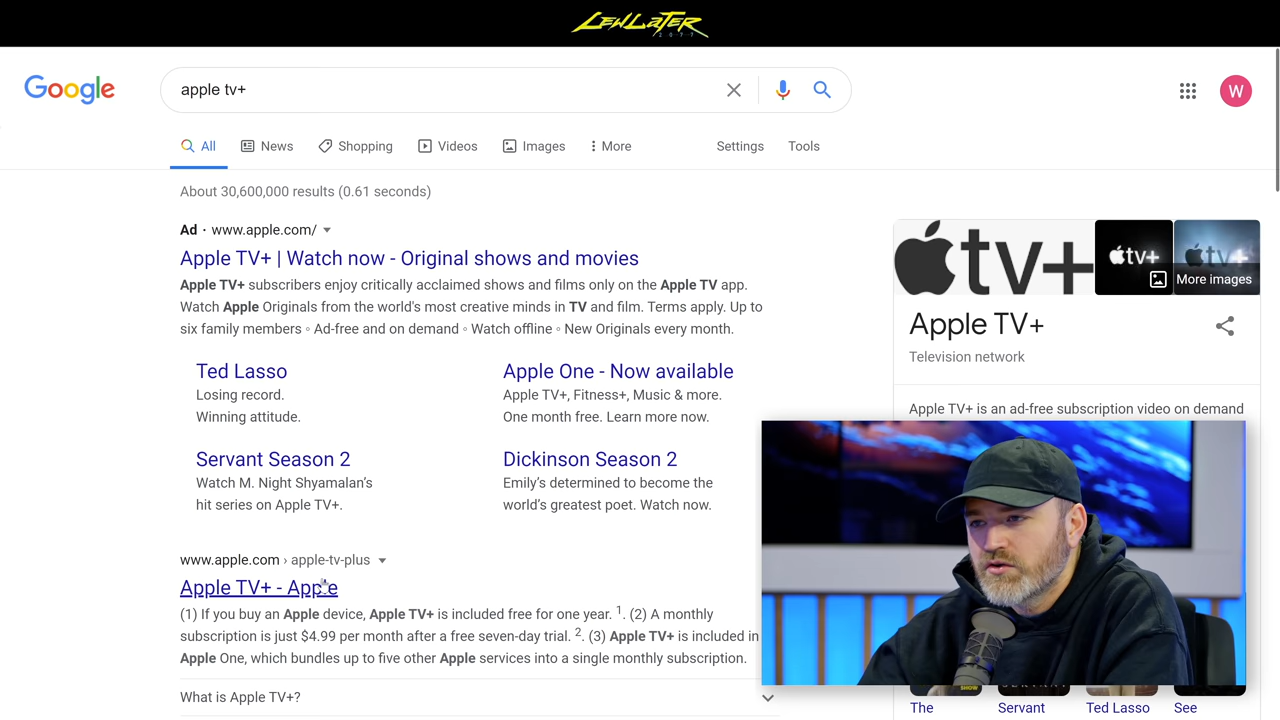 LEWLATER
2077
Google
apple tv+
W
All
News
Shopping
Videos
Images
More
Settings
Tools
About 30,600,000 results (0.61 seconds)
Ad · www.apple.com/
Apple TV+ | Watch now - Original shows and movies
Apple TV+ subscribers enjoy critically acclaimed shows and films only on the Apple TV app.
Watch Apple Originals from the world's most creative minds in TV and film. Terms apply. Up to
six family members ◦ Ad-free and on demand ◦ Watch offline ◦ New Originals every month.
Ted Lasso
Losing record.
Winning attitude.
Apple One - Now available
Apple TV+, Fitness+, Music & more.
One month free. Learn more now.
Servant Season 2
Watch M. Night Shyamalan's
hit series on Apple TV+.
Dickinson Season 2
Emily's determined to become the
world's greatest poet. Watch now.
www.apple.com › apple-tv-plus
Apple TV+ - Apple
(1) If you buy an Apple device, Apple TV+ is included free for one year. 1. (2) A monthly
subscription is just $4.99 per month after a free seven-day trial. 2. (3) Apple TV+ is included in
Apple One, which bundles up to five other Apple services into a single monthly subscription.
What is Apple TV+?
tv+
tv+
tv+
More images
Apple TV+
Television network
Apple TV+ is an ad-free subscription video on demand
The
Servant
Ted Lasso
See